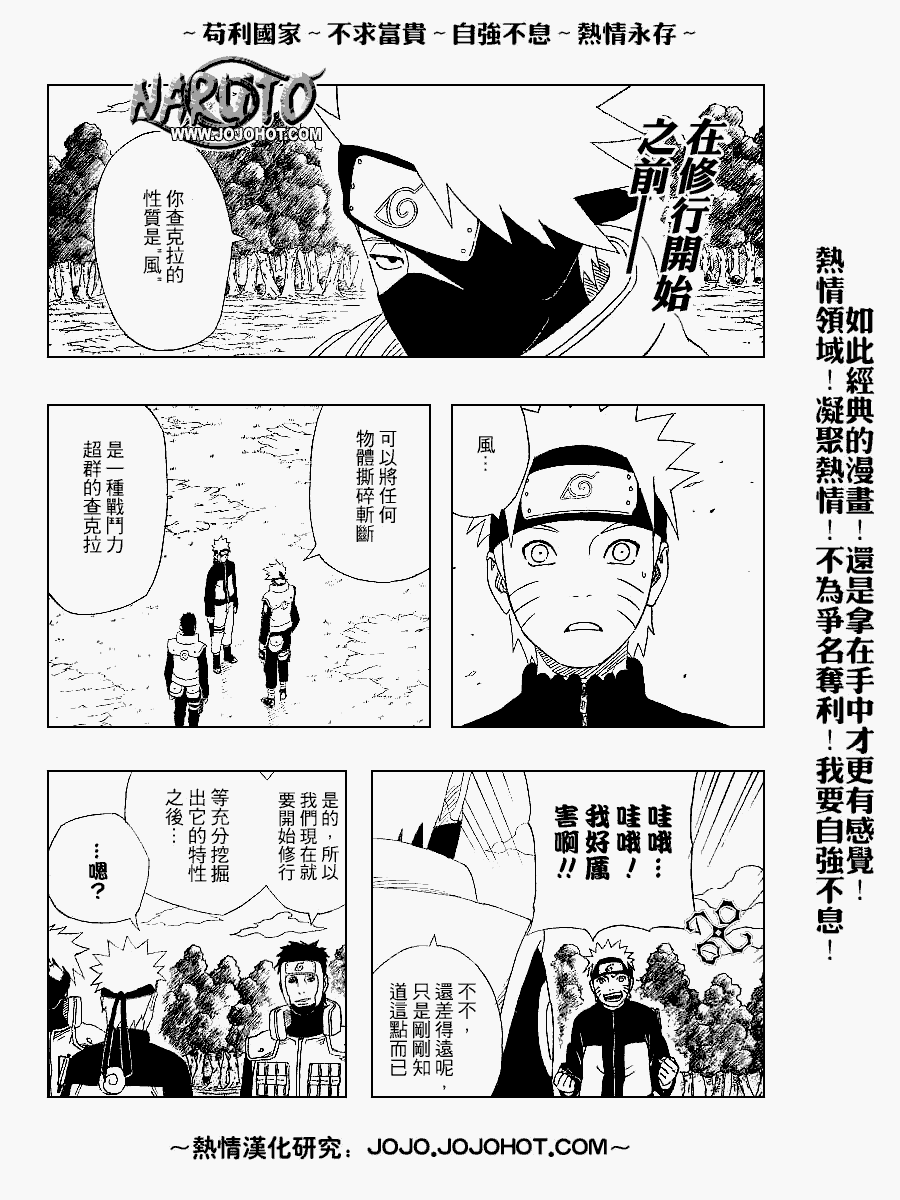 ~苟利國家~不求富貴~自強不息~熱情永存~
NARUTO
WWW.JOJOHOT.COM
在修行開始
之前──
你查克拉的
性質是“風”
風…
可以將任何
物體撕碎斬斷
是一種戰鬥力
超群的查克拉
哇哦…
哇哦！
我好厲
害啊!!
不不，
還差得遠呢，
只是剛剛知
道這點而已
是的，所以
我們現在就
要開始修行
等充分挖掘
出它的特性
之後…
…嗯？
如此經典的漫畫！還是拿在手中才更有感覺！
熱情領域！凝聚熱情！不為爭名奪利！我要自強不息！
~熱情漢化研究：JOJO.JOJOHOT.COM~